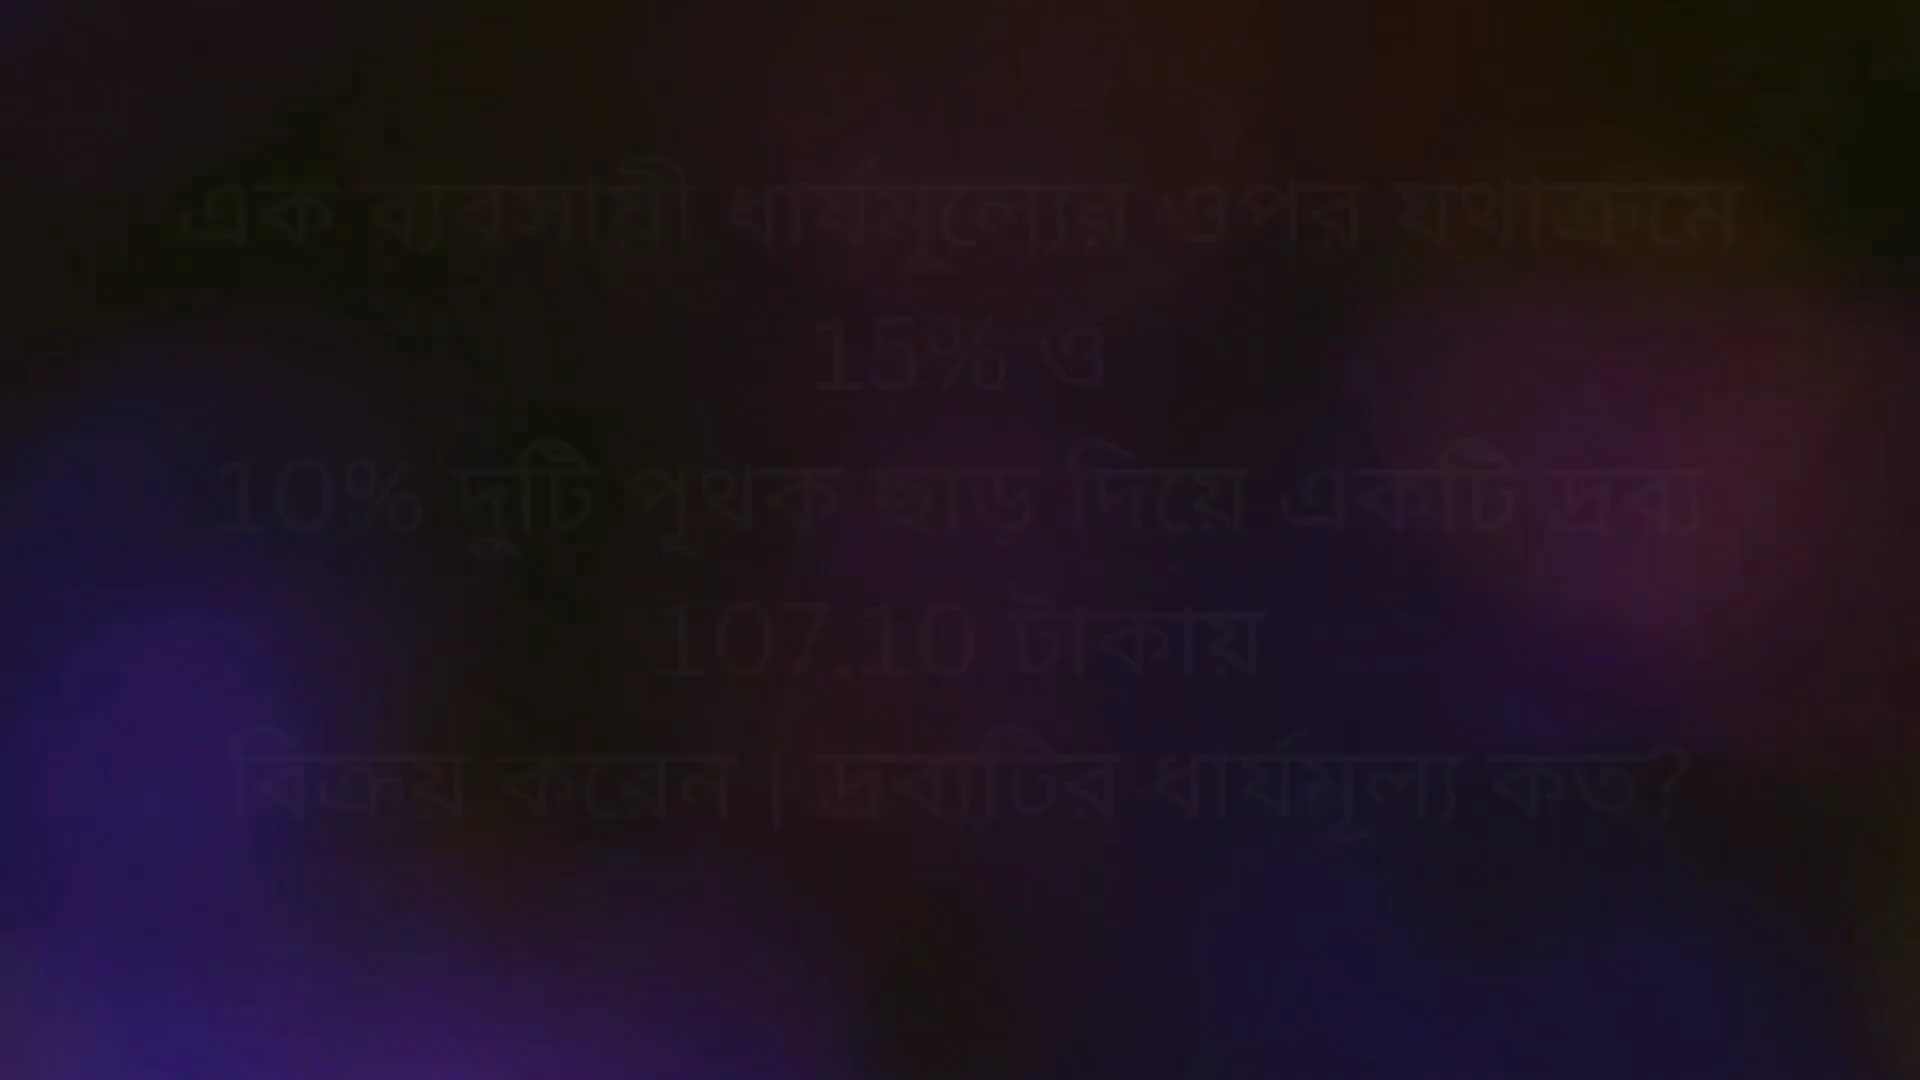 এক ব্যবসায়ী ধার্যমূল্যের ওপর যথাক্রমে
15% ও
10% দুটি পৃথক ছাড় দিয়ে একটি দ্রব্য
107.10 টাকায়
বিক্রয় করেন | দ্রব্যটির ধার্যমূল্য কত?